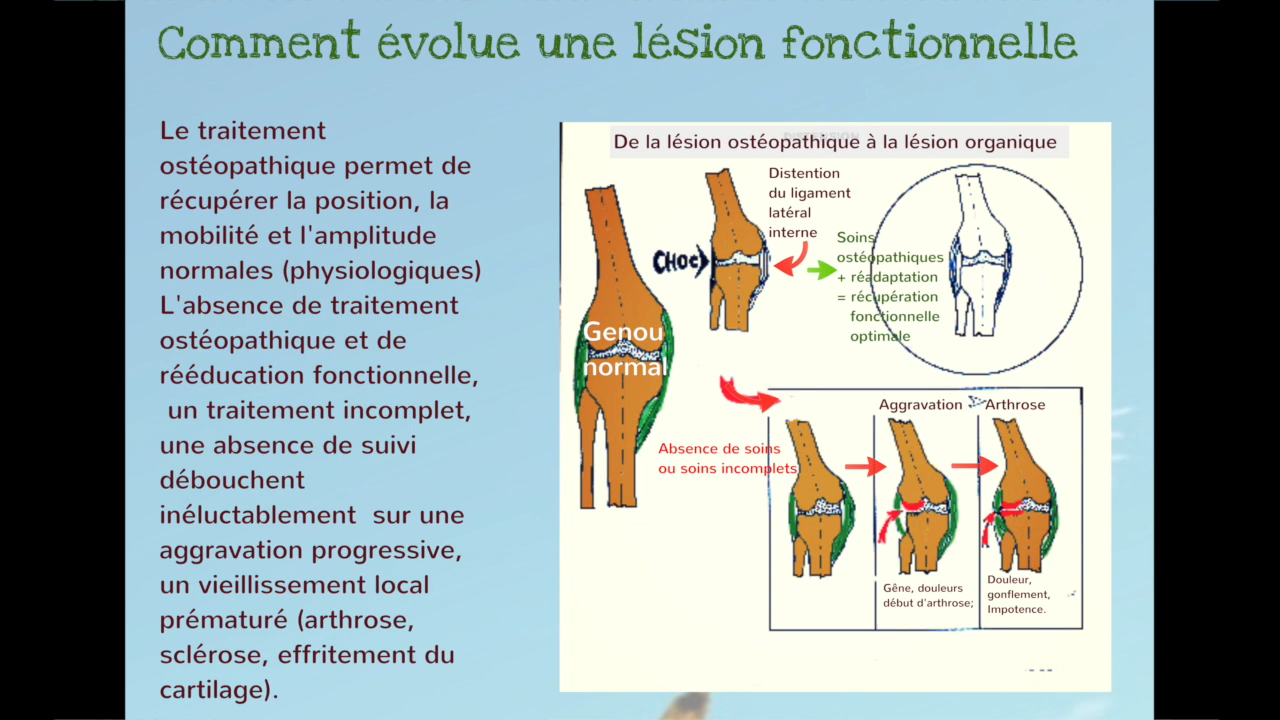 Comment évolue une lésion fonctionnelle
Le traitement
ostéopathique permet de
récupérer la position, la
mobilité et l'amplitude
normales (physiologiques)
L'absence de traitement
ostéopathique et de
rééducation fonctionnelle,
un traitement incomplet,
une absence de suivi
débouchent
inéluctablement sur une
aggravation progressive,
un vieillissement local
prématuré (arthrose,
sclérose, effritement du
cartilage).
De la lésion ostéopathique à la lésion organique
Distention
du ligament
latéral
interne
CHOC
Soins
ostéopathiques
+ réadaptation
= récupération
fonctionnelle
optimale
Genou
normal
Absence de soins
ou soins incomplets
Aggravation
Arthrose
Gêne, douleurs
début d'arthrose;
Douleur,
gonflement,
Impotence.